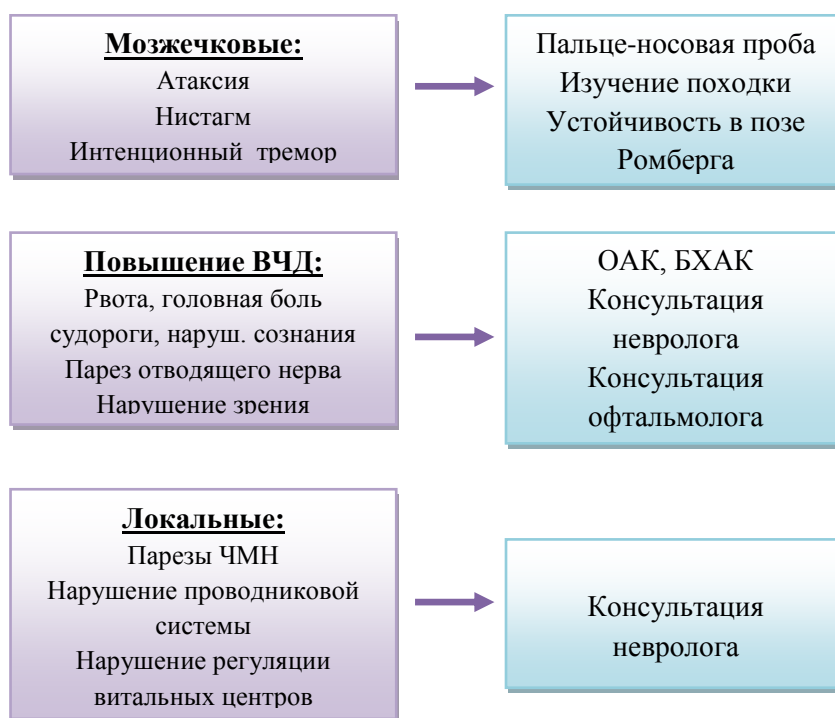 Мозжечковые:
Атаксия
Нистагм
Интенционный тремор
Пальце-носовая проба
Изучение походки
Устойчивость в позе
Ромберга
Повышение ВЧД:
Рвота, головная боль
судороги, наруш. сознания
Парез отводящего нерва
Нарушение зрения
ОАК, БХАК
Консультация
невролога
Консультация
офтальмолога
Локальные:
Парезы ЧМН
Нарушение проводниковой
системы
Нарушение регуляции
витальных центров
Консультация
невролога